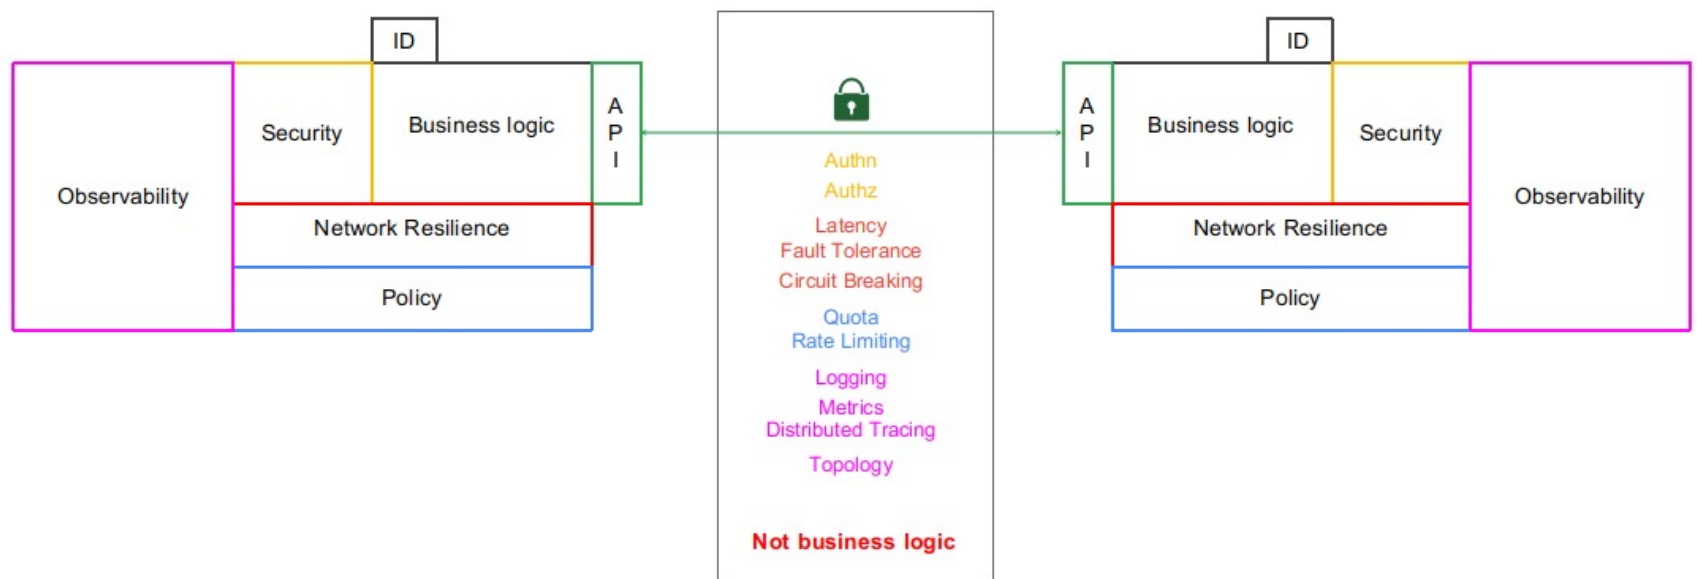 ID
Observability
Security
Business logic
A
P
I
Network Resilience
Policy
Authn
Authz
Latency
Fault Tolerance
Circuit Breaking
Quota
Rate Limiting
Logging
Metrics
Distributed Tracing
Topology
Not business logic
ID
A
P
I
Business logic
Security
Observability
Network Resilience
Policy